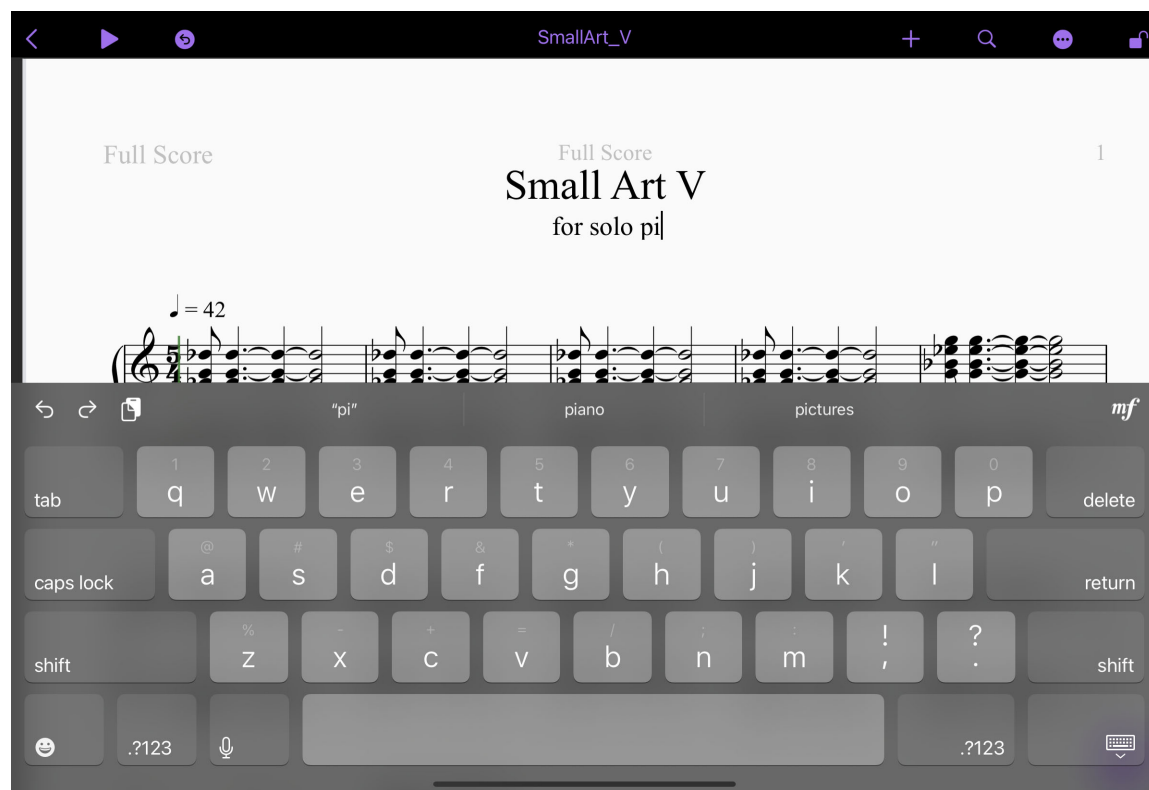 SmallArt_V
Full Score Full Score 1
Small Art V
for solo pi
= 42
5
4
“pi” piano pictures mf
1 2 3 4 5 6 7 8 9 0
tab q w e r t y u i o p delete
@ # $ & * ( ) ' "
caps lock a s d f g h j k l return
% - + = / ; : ! ?
shift z x c v b n m , . shift
.?123 .?123